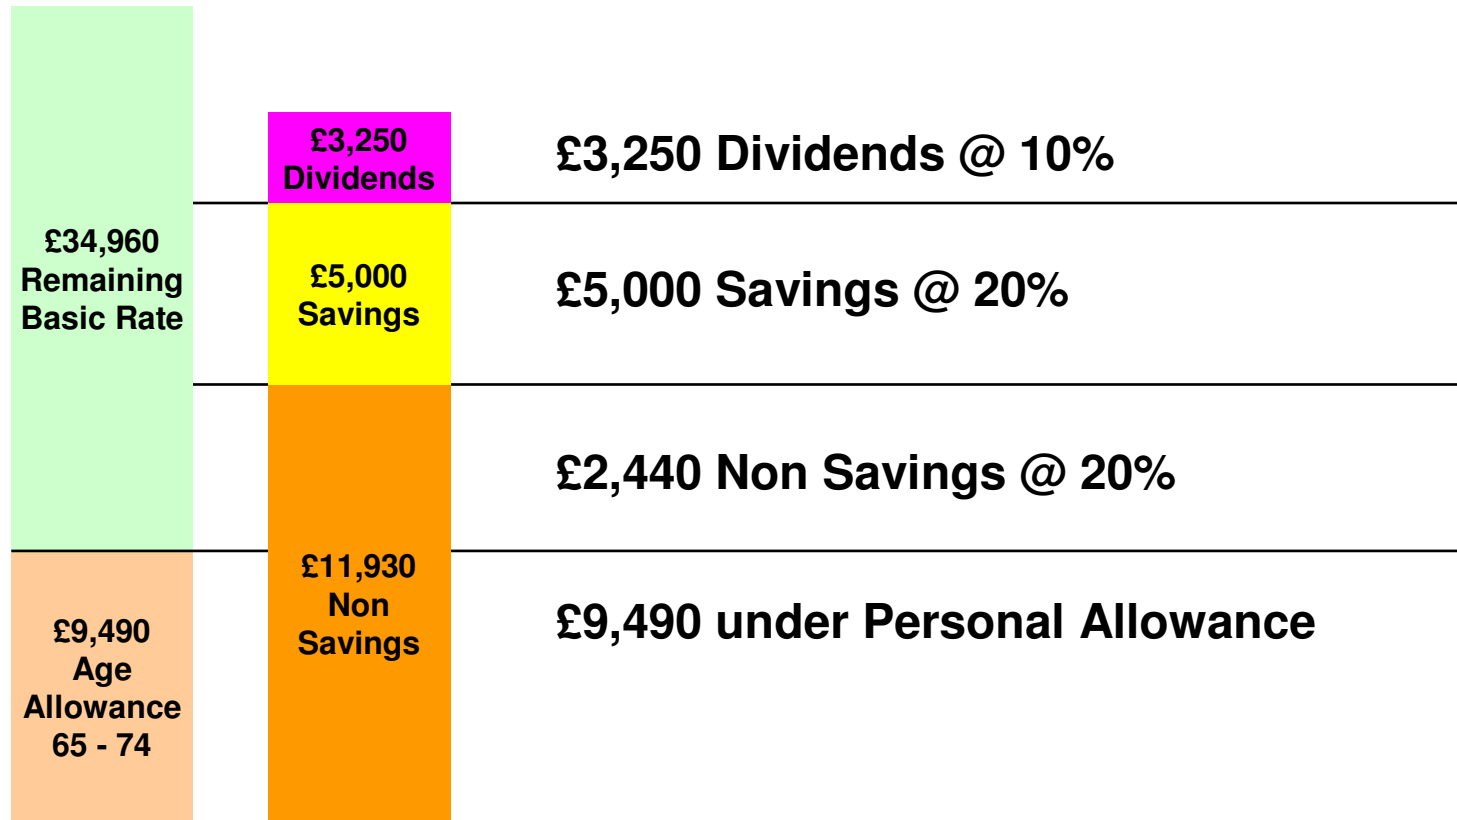 £3,250
Dividends
£3,250 Dividends @ 10%
£34,960
Remaining
Basic Rate
£5,000
Savings
£5,000 Savings @ 20%
£2,440 Non Savings @ 20%
£11,930
Non
Savings
£9,490 under Personal Allowance
£9,490
Age
Allowance
65 - 74